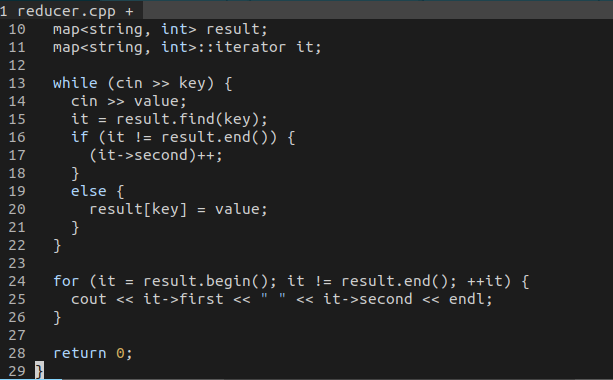 1 reducer.cpp +
10   map<string, int> result;
11   map<string, int>::iterator it;
12
13   while (cin >> key) {
14     cin >> value;
15     it = result.find(key);
16     if (it != result.end()) {
17       (it->second)++;
18     }
19     else {
20       result[key] = value;
21     }
22   }
23
24   for (it = result.begin(); it != result.end(); ++it) {
25     cout << it->first << " " << it->second << endl;
26   }
27
28   return 0;
29 }